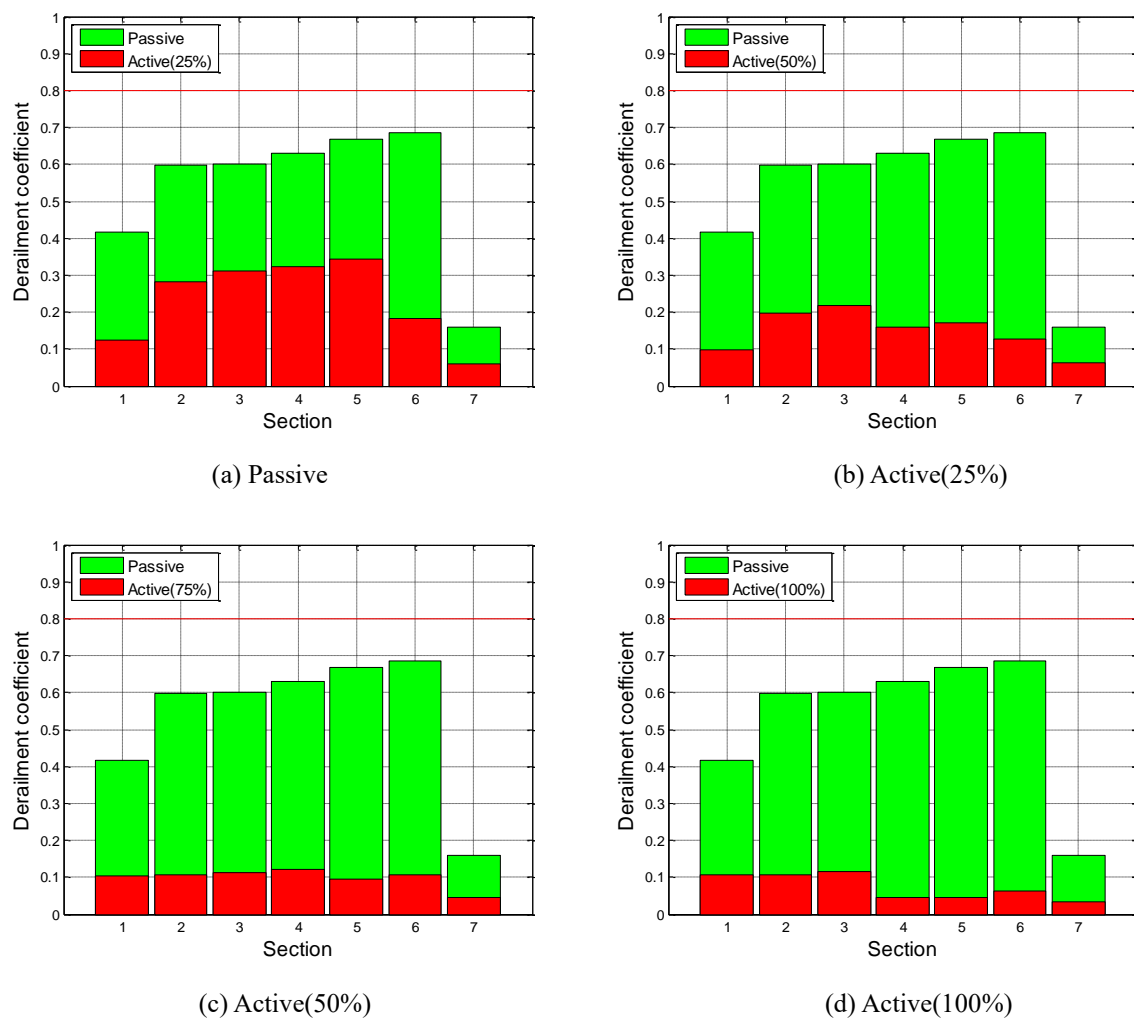 1
0.9
0.8
0.7
0.6
0.5
0.4
0.3
0.2
0.1
0
Derailment coefficient
Passive
Active(25%)
1 2 3 4 5 6 7
Section
(a) Passive
1
0.9
0.8
0.7
0.6
0.5
0.4
0.3
0.2
0.1
0
Derailment coefficient
Passive
Active(50%)
1 2 3 4 5 6 7
Section
(b) Active(25%)
1
0.9
0.8
0.7
0.6
0.5
0.4
0.3
0.2
0.1
0
Derailment coefficient
Passive
Active(75%)
1 2 3 4 5 6 7
Section
(c) Active(50%)
1
0.9
0.8
0.7
0.6
0.5
0.4
0.3
0.2
0.1
0
Derailment coefficient
Passive
Active(100%)
1 2 3 4 5 6 7
Section
(d) Active(100%)